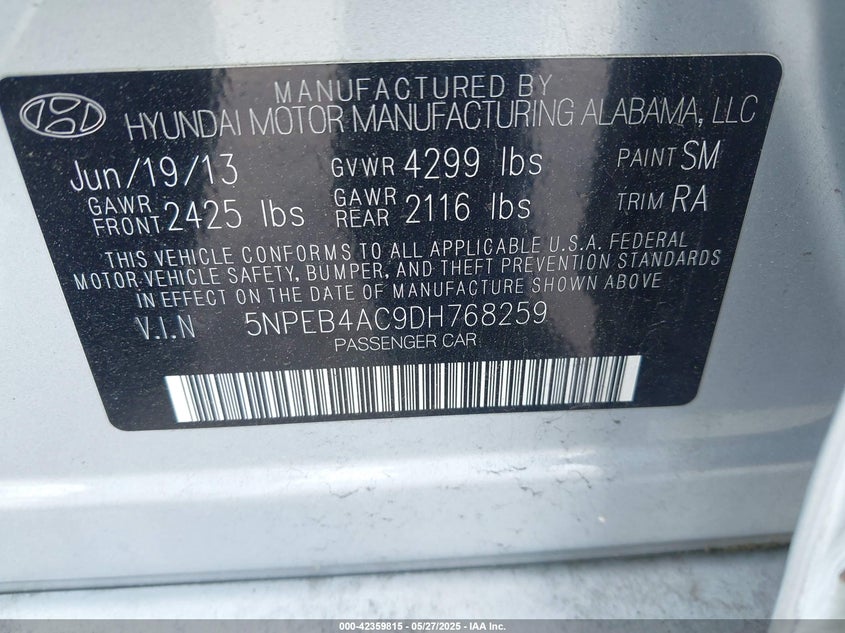 MANUFACTURED BY
HYUNDAI MOTOR MANUFACTURING ALABAMA, LLC
Jun/19/13 GVWR 4299 lbs PAINT SM
GAWR FRONT 2425 lbs GAWR REAR 2116 lbs TRIM RA
THIS VEHICLE CONFORMS TO ALL APPLICABLE U.S.A. FEDERAL
MOTOR VEHICLE SAFETY, BUMPER, AND THEFT PREVENTION STANDARDS
IN EFFECT ON THE DATE OF MANUFACTURE SHOWN ABOVE
V.I.N 5NPEB4AC9DH768259
PASSENGER CAR
000-42359815 - 05/27/2025 - IAA Inc.